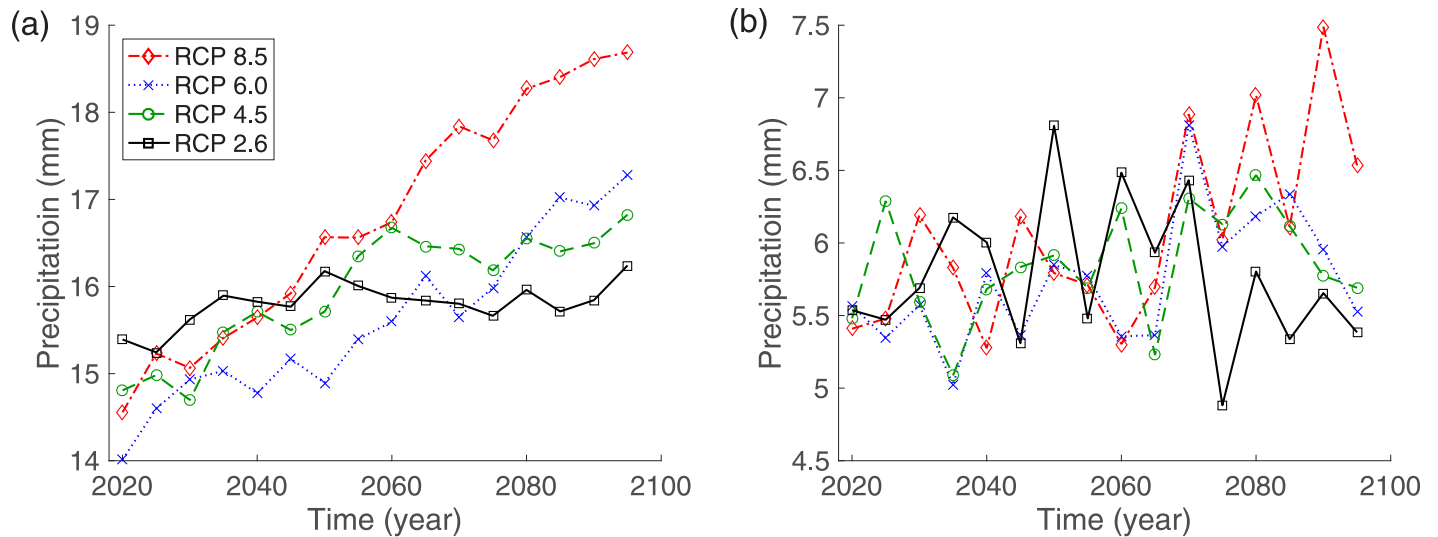 (a)
19
18
17
16
15
14
Precipitatioin (mm)
RCP 8.5
RCP 6.0
RCP 4.5
RCP 2.6
2020 2040 2060 2080 2100
Time (year)
(b)
7.5
7
6.5
6
5.5
5
4.5
Precipitatioin (mm)
2020 2040 2060 2080 2100
Time (year)